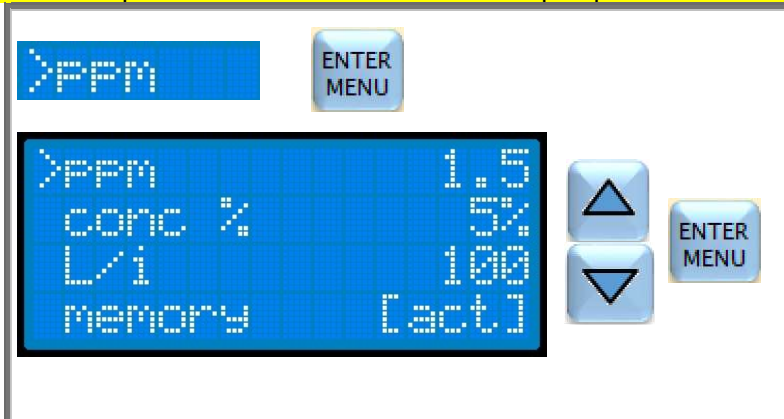 >ppm
ENTER
MENU
>ppm 1.5
conc % 5%
L/i 100
memory [act]
ENTER
MENU